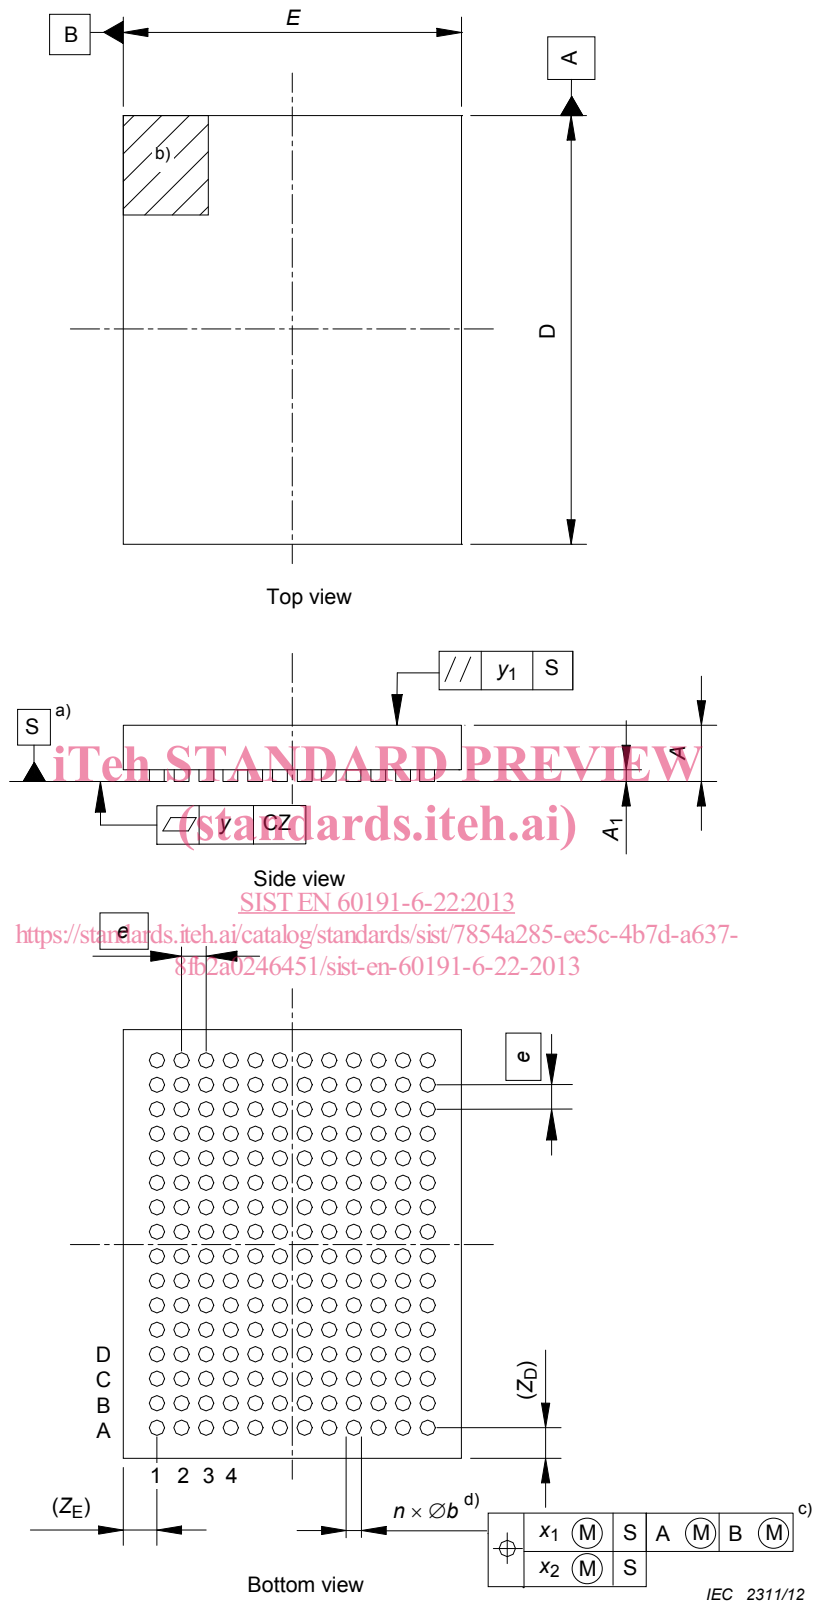 B
E
A
b)
D
Top view
// y1 S
S a)
A
iTeh STANDARD PREVIEW
y CZ
(standards.iteh.ai)
A1
Side view
SIST EN 60191-6-22:2013
https://standards.iteh.ai/catalog/standards/sist/7854a285-ee5c-4b7d-a637-
8fb2a0246451/sist-en-60191-6-22-2013
e
e
D
C
B
A
(ZD)
1 2 3 4
(ZE)
n × ∅b d)
c)
x1 M S A M B M
x2 M S
Bottom view
IEC 2311/12